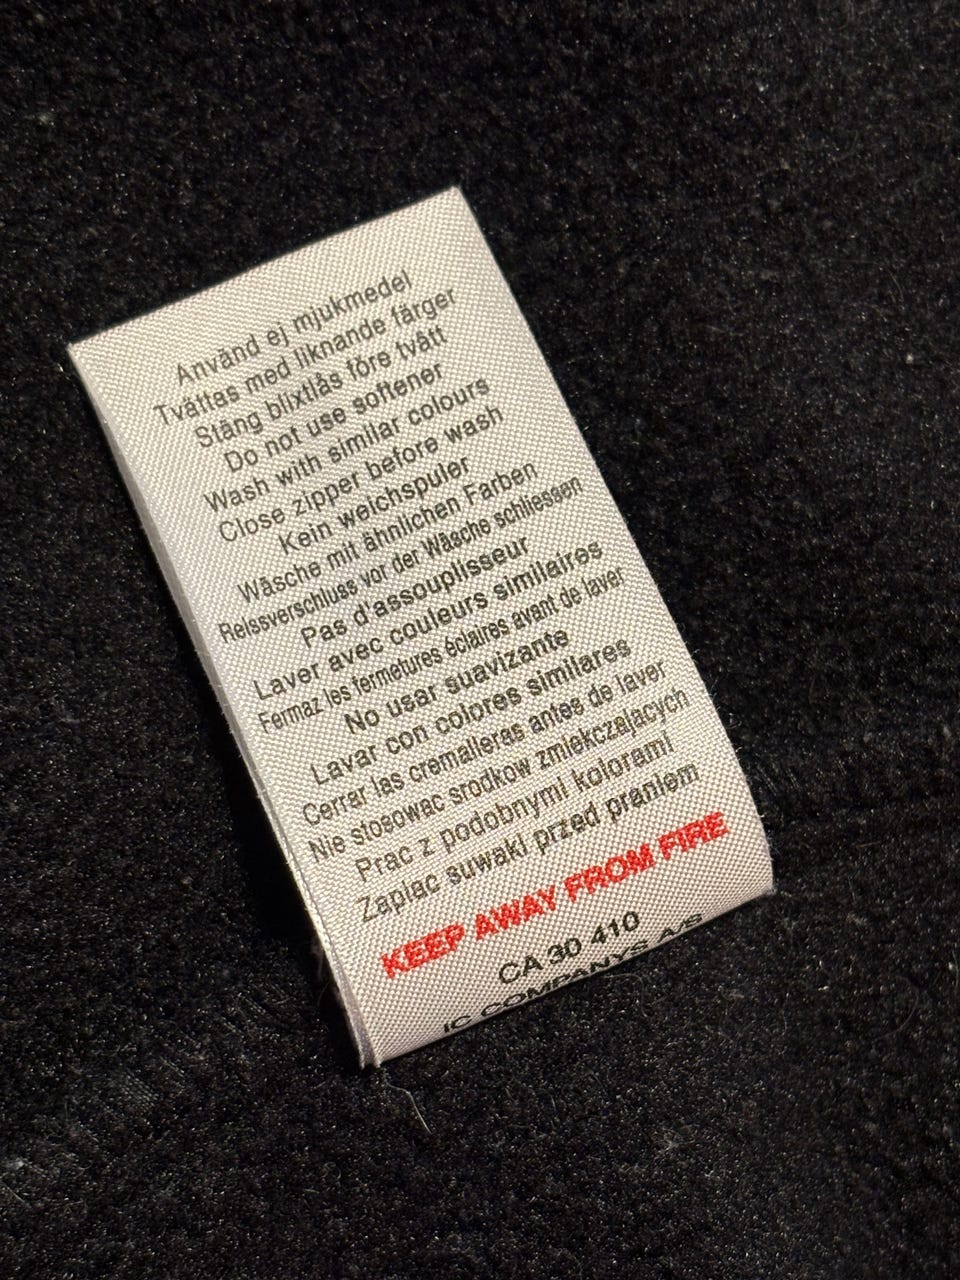 Använd ej mjukmedel
Tvättas med liknande färger
Stäng blixtlås före tvätt
Do not use softener
Wash with similar colours
Close zipper before wash
Kein weichspuler
Wäsche mit ähnlichen Farben
Reissverschluss vor der Wäsche schliessen
Pas d'assouplisseur
Laver avec couleurs similaires
Fermaz les fermetures éclaires avant de laver
No usar suavizante
Lavar con colores similares
Cerrar las cremalleras antes de laver
Nie stosowac srodkow zmiekczajacych
Prac z podobnymi kolorami
Zapiac suwaki przed praniem
KEEP AWAY FROM FIRE
CA 30 410
IC COMPANYS A/S